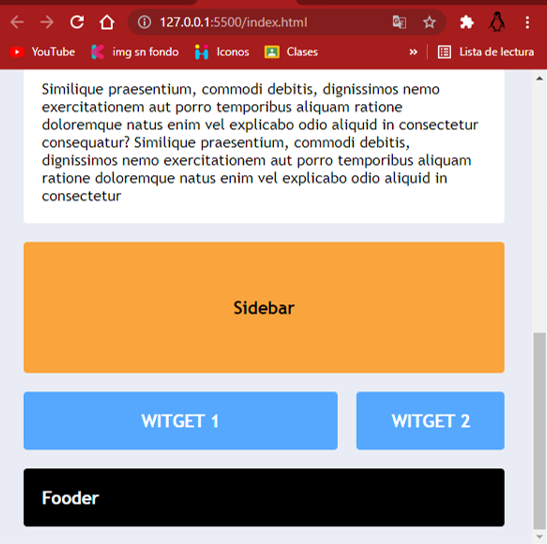 127.0.0.1:5500/index.html
YouTube img sn fondo Iconos Clases » Lista de lectura
Similique praesentium, commodi debitis, dignissimos nemo
exercitationem aut porro temporibus aliquam ratione
doloremque natus enim vel explicabo odio aliquid in consectetur
consequatur? Similique praesentium, commodi debitis,
dignissimos nemo exercitationem aut porro temporibus aliquam
ratione doloremque natus enim vel explicabo odio aliquid in
consectetur
Sidebar
WITGET 1 WITGET 2
Fooder